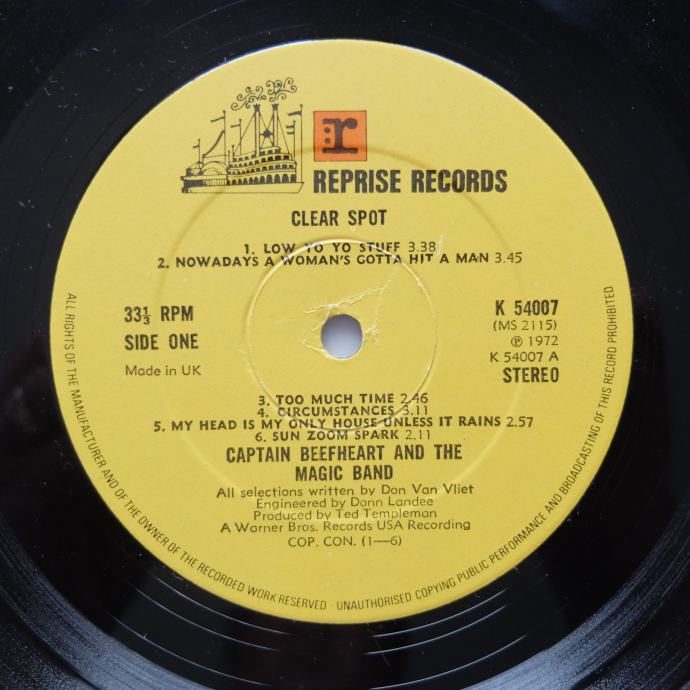 r
REPRISE RECORDS
CLEAR SPOT
1. LOW YO YO STUFF 3.38
2. NOWADAYS A WOMAN'S GOTTA HIT A MAN 3.45
33⅓ RPM
SIDE ONE
Made in UK
K 54007
(MS 2115)
℗ 1972
K 54007 A
STEREO
3. TOO MUCH TIME 2.46
4. CIRCUMSTANCES 3.11
5. MY HEAD IS MY ONLY HOUSE UNLESS IT RAINS 2.57
6. SUN ZOOM SPARK 2.11
CAPTAIN BEEFHEART AND THE
MAGIC BAND
All selections written by Don Van Vliet
Engineered by Donn Landee
Produced by Ted Templeman
A Warner Bros. Records USA Recording
COP. CON. (1—6)
ALL RIGHTS OF THE MANUFACTURER AND OF THE OWNER OF THE RECORDED WORK RESERVED · UNAUTHORISED COPYING PUBLIC PERFORMANCE AND BROADCASTING OF THIS RECORD PROHIBITED